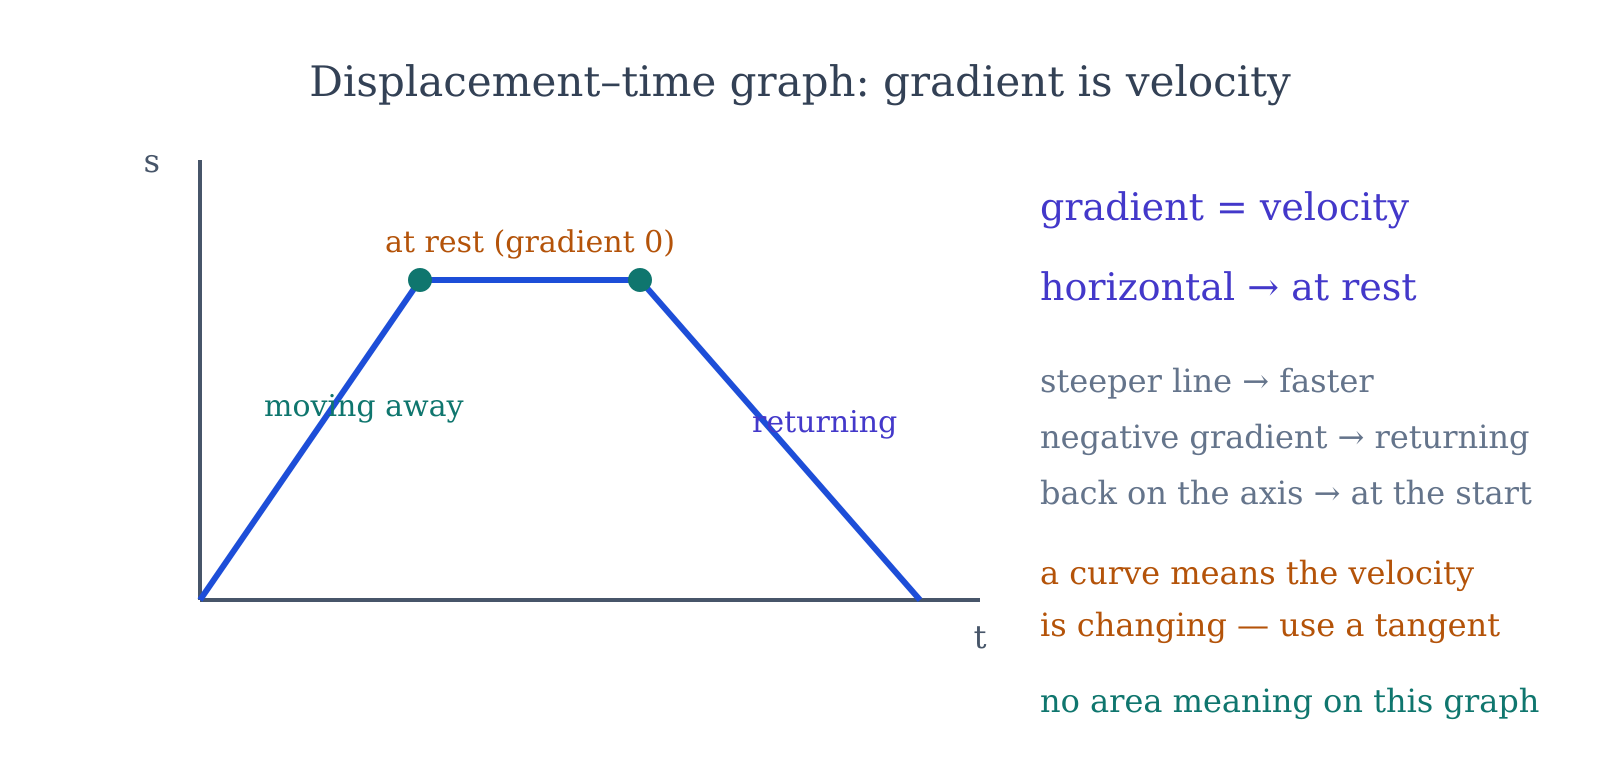 Displacement–time graph: gradient is velocity
s
at rest (gradient 0)
moving away
returning
t
gradient = velocity
horizontal → at rest
steeper line → faster
negative gradient → returning
back on the axis → at the start
a curve means the velocity
is changing — use a tangent
no area meaning on this graph